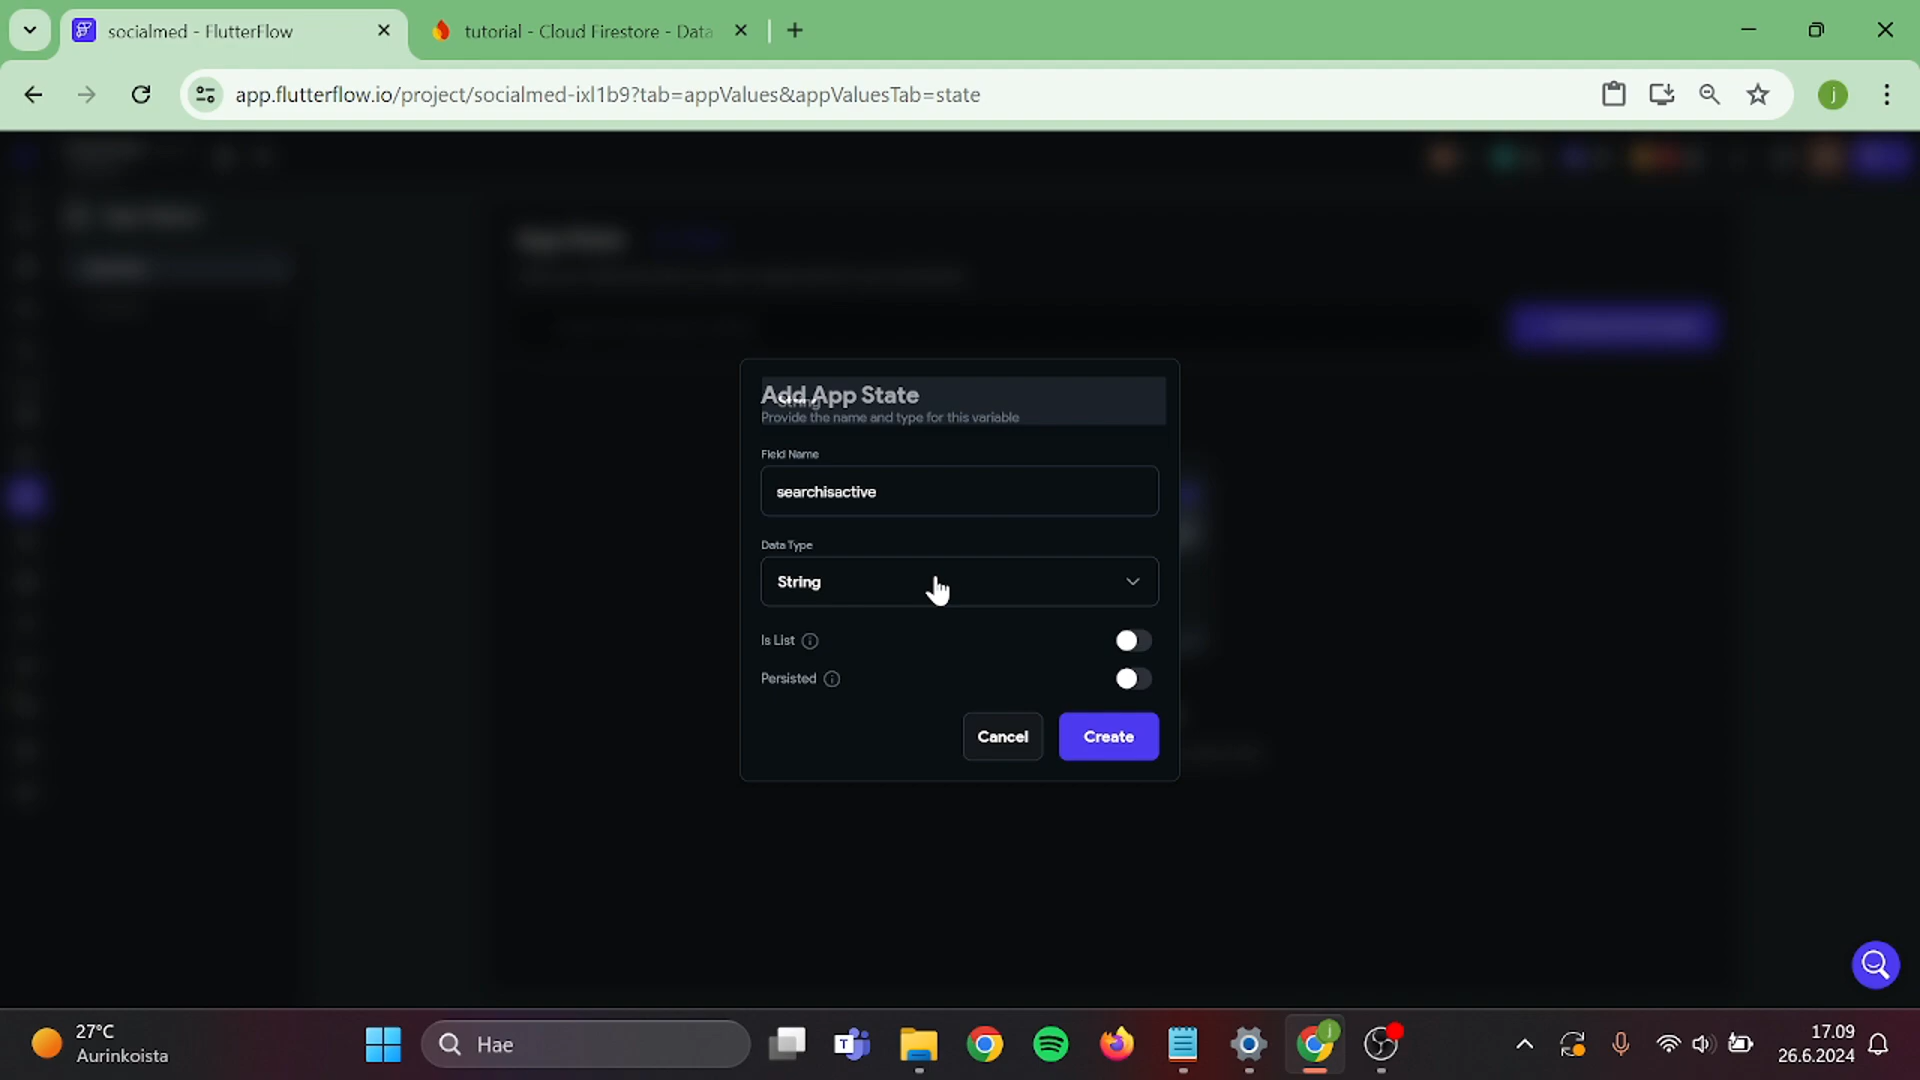 socialmed - FlutterFlow
tutorial - Cloud Firestore - Data
app.flutterflow.io/project/socialmed-ixl1b9?tab=appValues&appValuesTab=state
j
Add App State
String
Provide the name and type for this variable
Field Name
searchisactive
Data Type
String
Is List
Persisted
Cancel
Create
27°C
Aurinkoista
Hae
17.09
26.6.2024